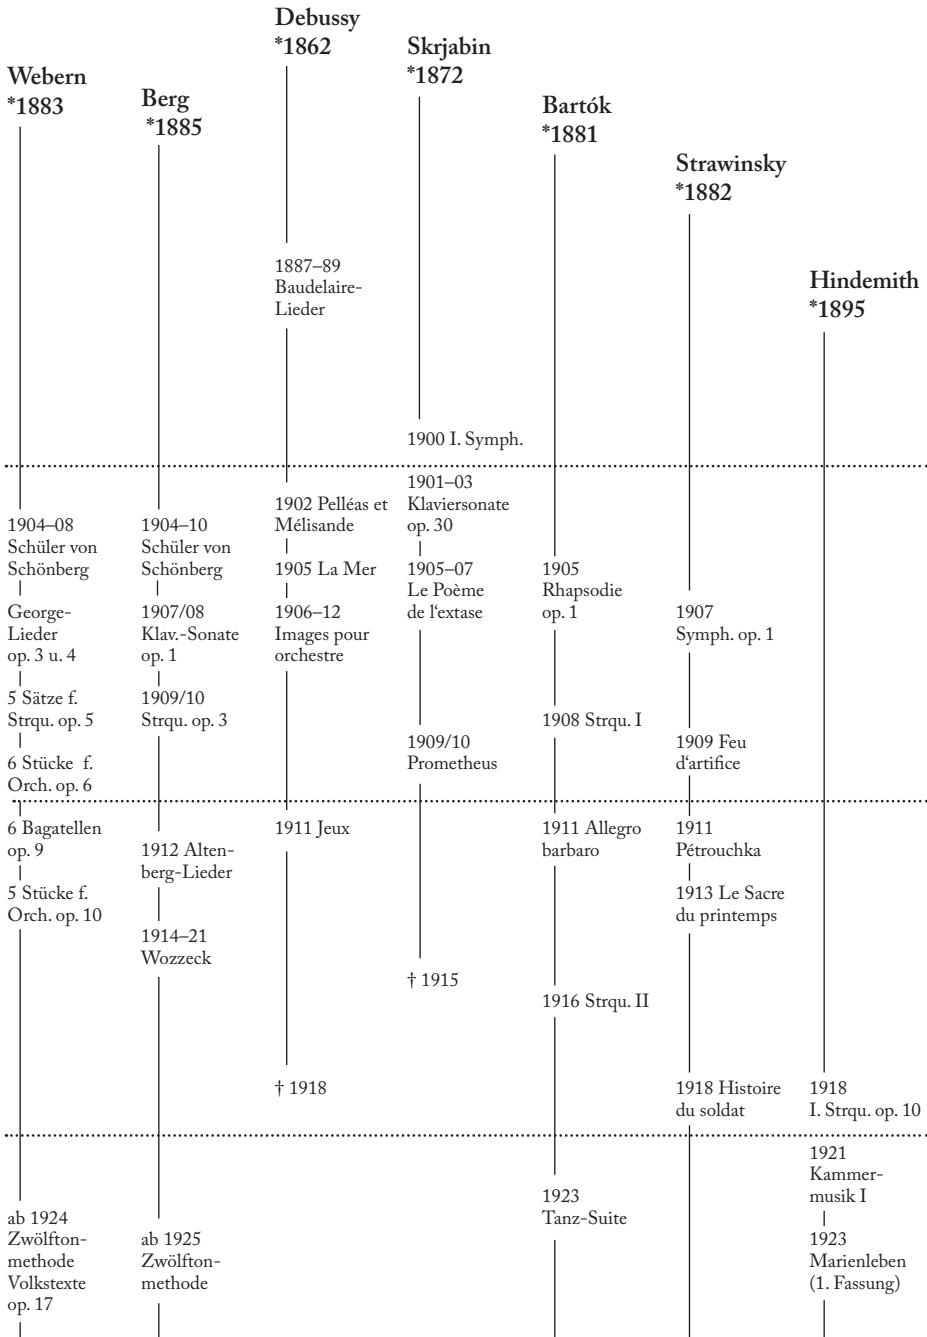 Webern
*1883
1904–08
Schüler von
Schönberg
George-
Lieder
op. 3 u. 4
5 Sätze f.
Strqu. op. 5
6 Stücke f.
Orch. op. 6
6 Bagatellen
op. 9
5 Stücke f.
Orch. op. 10
ab 1924
Zwölfton-
methode
Volkstexte
op. 17
Berg
*1885
1904–10
Schüler von
Schönberg
1907/08
Klav.-Sonate
op. 1
1909/10
Strqu. op. 3
1912 Alten-
berg-Lieder
1914–21
Wozzeck
ab 1925
Zwölfton-
methode
Debussy
*1862
1887–89
Baudelaire-
Lieder
1902 Pelléas et
Mélisande
1905 La Mer
1906–12
Images pour
orchestre
1911 Jeux
† 1918
Skrjabin
*1872
1900 I. Symph.
1901–03
Klaviersonate
op. 30
1905–07
Le Poème
de l‘extase
1909/10
Prometheus
† 1915
Bartók
*1881
1905
Rhapsodie
op. 1
1908 Strqu. I
1911 Allegro
barbaro
1916 Strqu. II
1923
Tanz-Suite
Strawinsky
*1882
1907
Symph. op. 1
1909 Feu
d‘artifice
1911
Pétrouchka
1913 Le Sacre
du printemps
1918 Histoire
du soldat
Hindemith
*1895
1918
I. Strqu. op. 10
1921
Kammer-
musik I
1923
Marienleben
(1. Fassung)